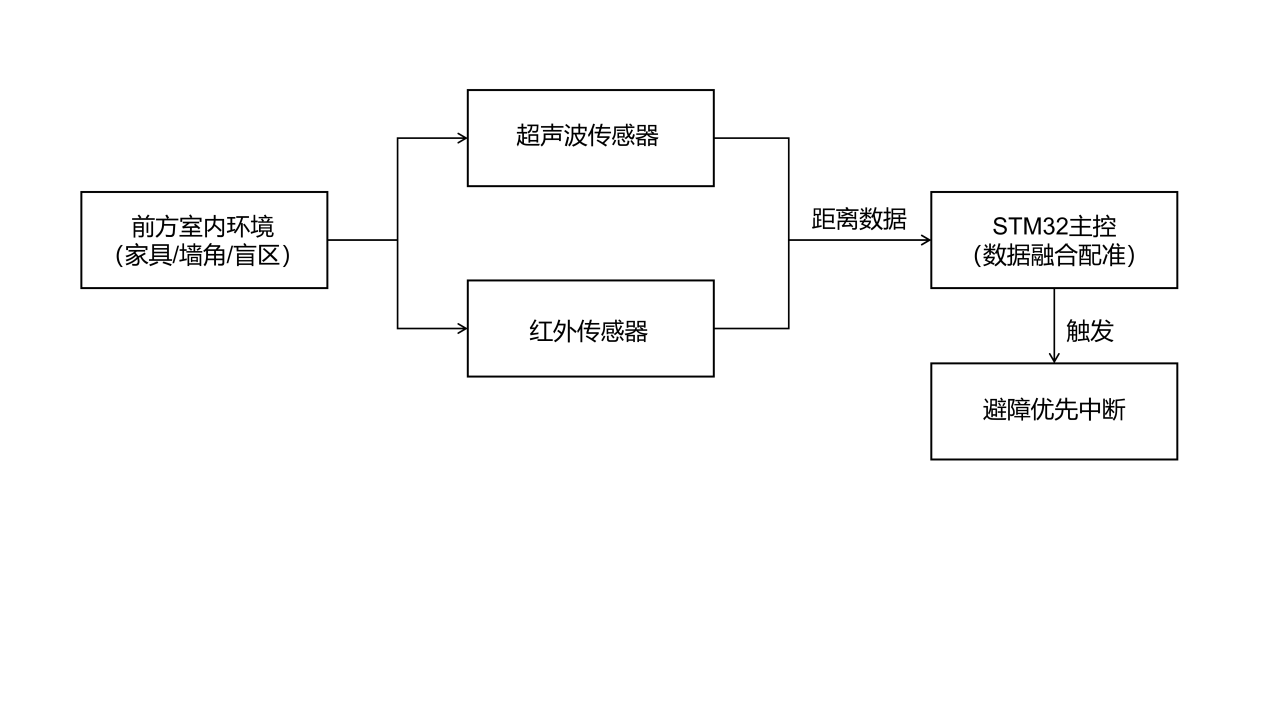 超声波传感器
前方室内环境
（家具/墙角/盲区）
距离数据
STM32主控
（数据融合配准）
红外传感器
触发
避障优先中断